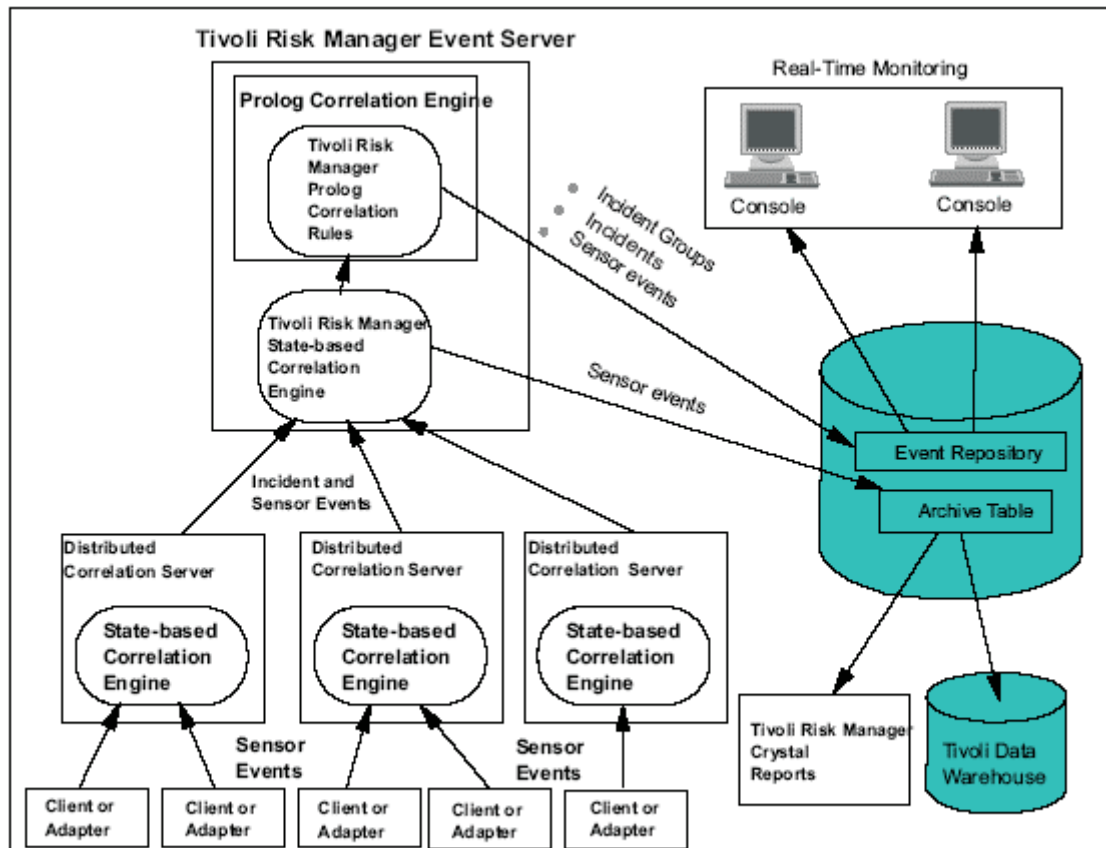 Tivoli Risk Manager Event Server
Prolog Correlation Engine
Tivoli Risk
Manager
Prolog
Correlation
Rules
Tivoli Risk Manager
State-based
Correlation
Engine
Real-Time Monitoring
Console
Console
Incident Groups
Incidents
Sensor events
Sensor events
Event Repository
Archive Table
Incident and
Sensor Events
Distributed
Correlation Server
State-based
Correlation
Engine
Distributed
Correlation Server
State-based
Correlation
Engine
Distributed
Correlation Server
State-based
Correlation
Engine
Sensor
Events
Sensor
Events
Client or
Adapter
Client or
Adapter
Client or
Adapter
Client or
Adapter
Client or
Adapter
Tivoli Risk Manager
Crystal
Reports
Tivoli Data
Warehouse